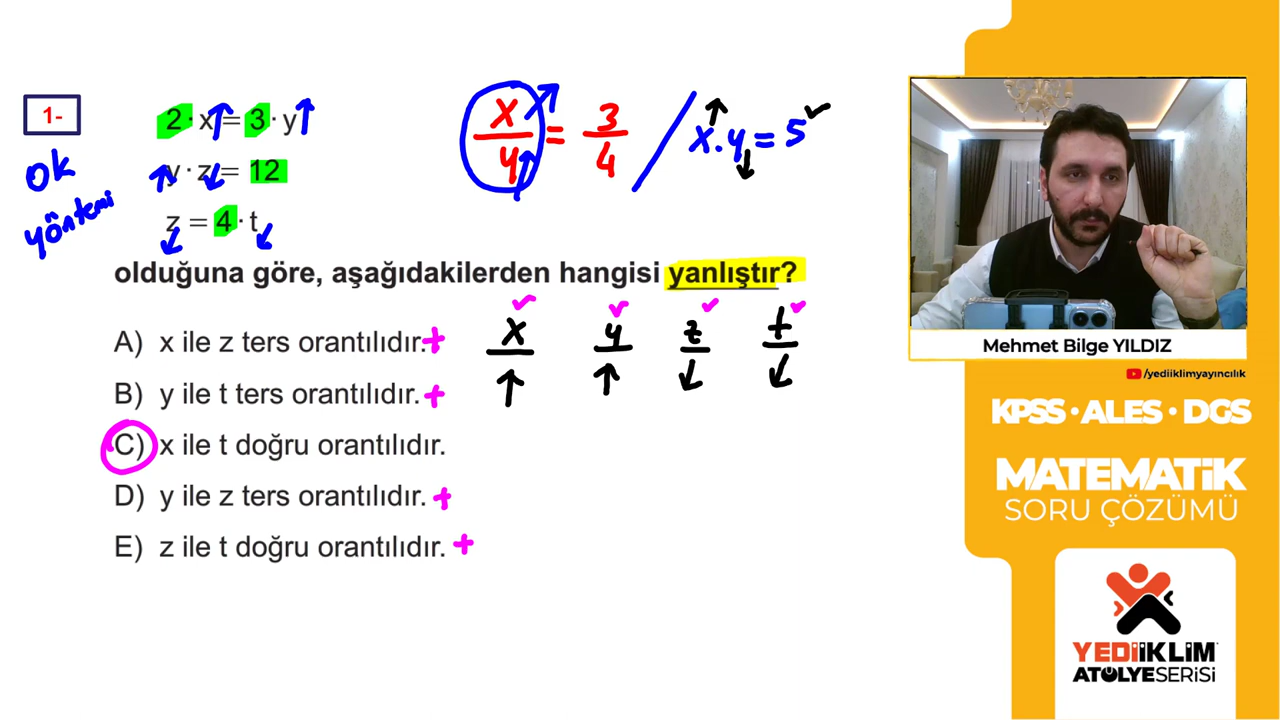 1-
2 · x = 3 · y
y · z = 12
z = 4 · t
ok
yöntemi
x/y = 3/4 / x.y = 5
olduğuna göre, aşağıdakilerden hangisi yanlıştır?
A) x ile z ters orantılıdır.
B) y ile t ters orantılıdır.
C) x ile t doğru orantılıdır.
D) y ile z ters orantılıdır.
E) z ile t doğru orantılıdır.
x y z t
Mehmet Bilge YILDIZ
/yediiklimyayıncılık
KPSS • ALES • DGS
MATEMATİK
SORU ÇÖZÜMÜ
YEDİİKLİM
ATÖLYESERİSİ